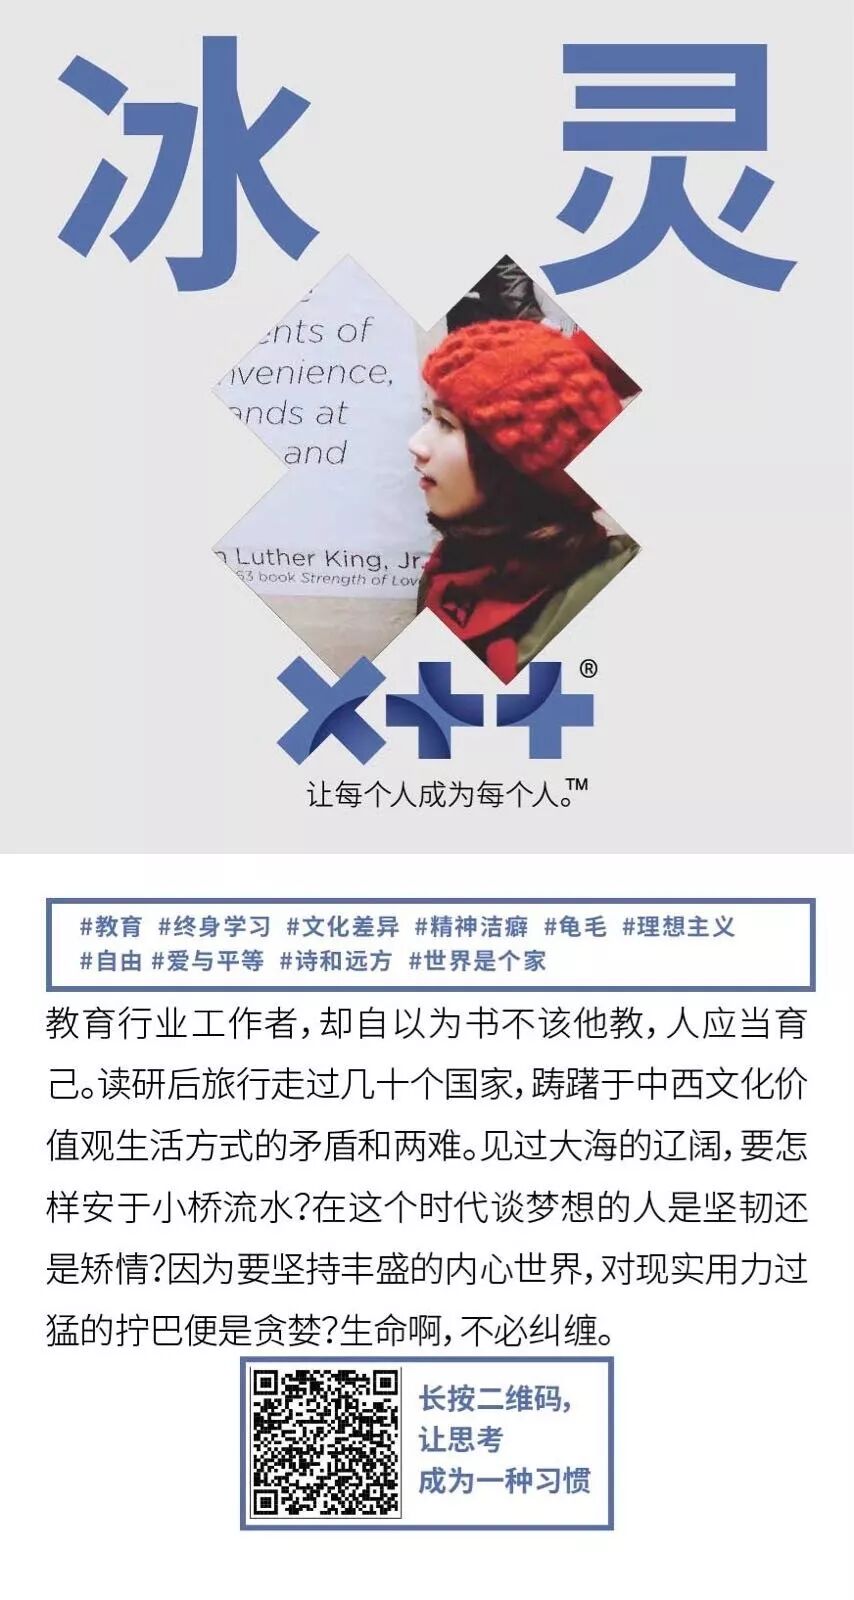 冰 灵
ents of
nvenience,
ands at
and
Luther King, Jr.
63 book Strength of Love
x++®
让每个人成为每个人。TM
#教育 #终身学习 #文化差异 #精神洁癖 #龟毛 #理想主义
#自由 #爱与平等 #诗和远方 #世界是个家
教育行业工作者，却自以为书不该他教，人应当育
己。读研后旅行走过几十个国家，踌躇于中西文化价
值观生活方式的矛盾和两难。见过大海的辽阔，要怎
样安于小桥流水？在这个时代谈梦想的人是坚韧还
是矫情？因为要坚持丰盛的内心世界，对现实用力过
猛的拧巴便是贪婪？生命啊，不必纠缠。
长按二维码，
让思考
成为一种习惯